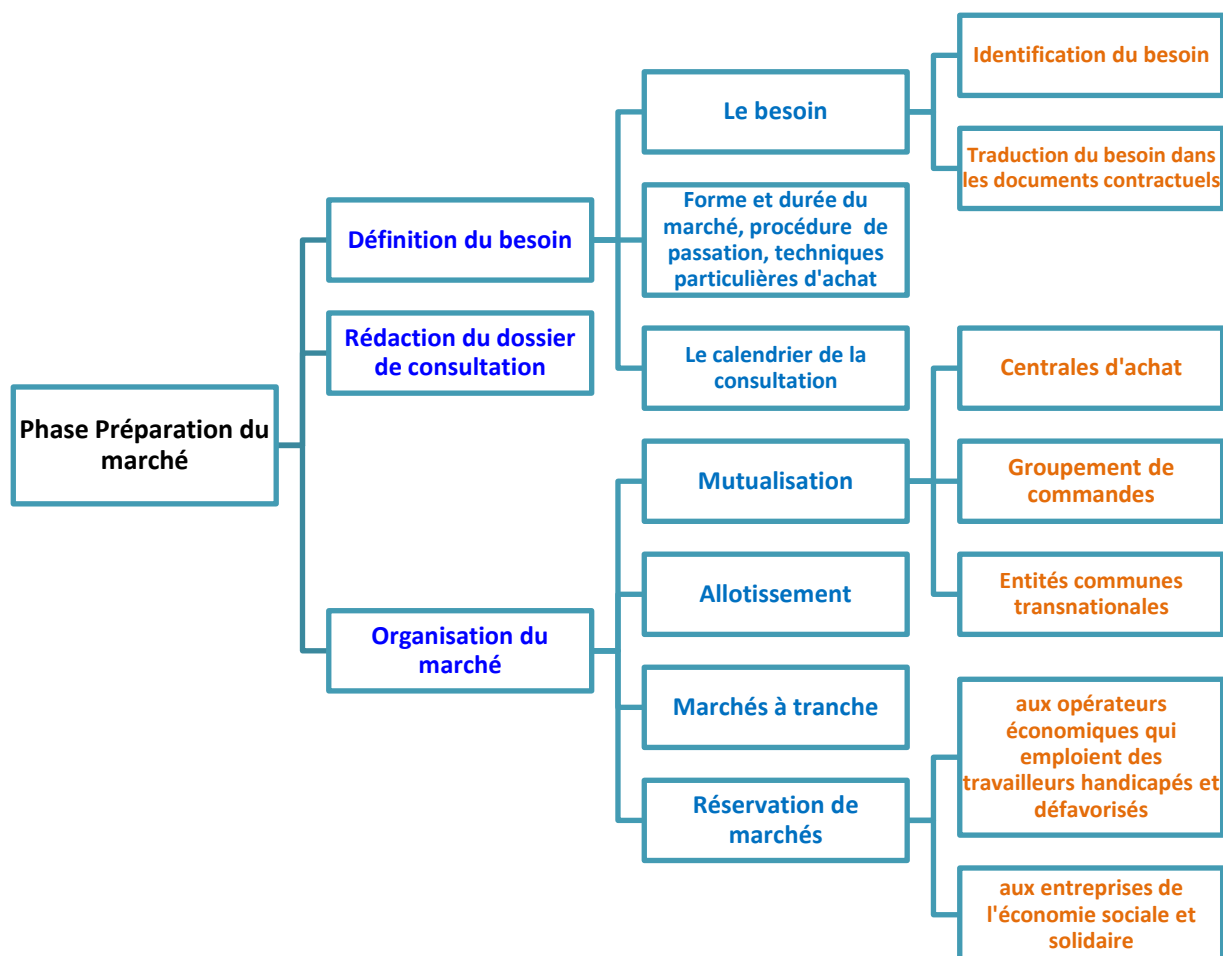 Phase Préparation du
marché
Définition du besoin
Le besoin
Identification du besoin
Traduction du besoin dans
les documents contractuels
Forme et durée du
marché, procédure de
passation, techniques
particulières d'achat
Le calendrier de la
consultation
Rédaction du dossier
de consultation
Organisation du
marché
Mutualisation
Centrales d'achat
Groupement de
commandes
Entités communes
transnationales
Allotissement
Marchés à tranche
Réservation de
marchés
aux opérateurs
économiques qui
emploient des
travailleurs handicapés et
défavorisés
aux entreprises de
l'économie sociale et
solidaire